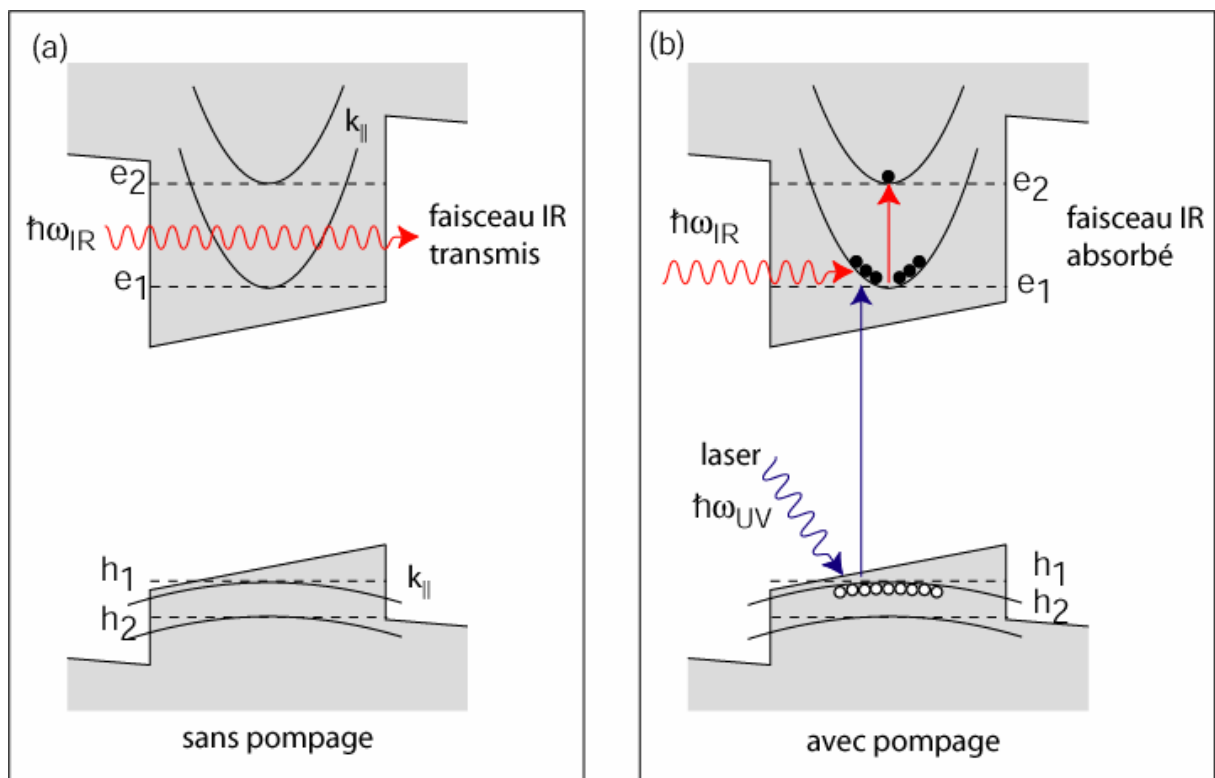 (a)
k||
e2
ħωIR
faisceau IR
transmis
e1
h1
k||
h2
sans pompage
(b)
e2
ħωIR
faisceau IR
absorbé
e1
laser
ħωUV
h1
h2
avec pompage